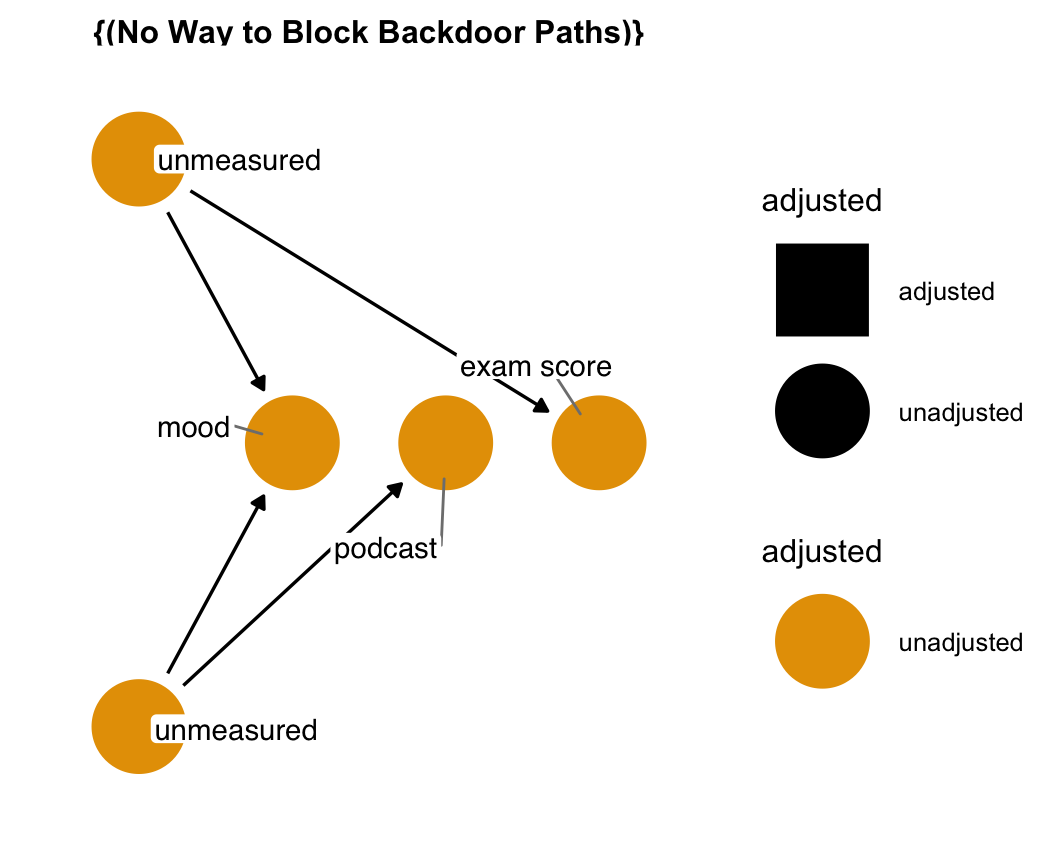 {(No Way to Block Backdoor Paths)}
unmeasured
adjusted
adjusted
exam score
unadjusted
mood
podcast
adjusted
unadjusted
unmeasured